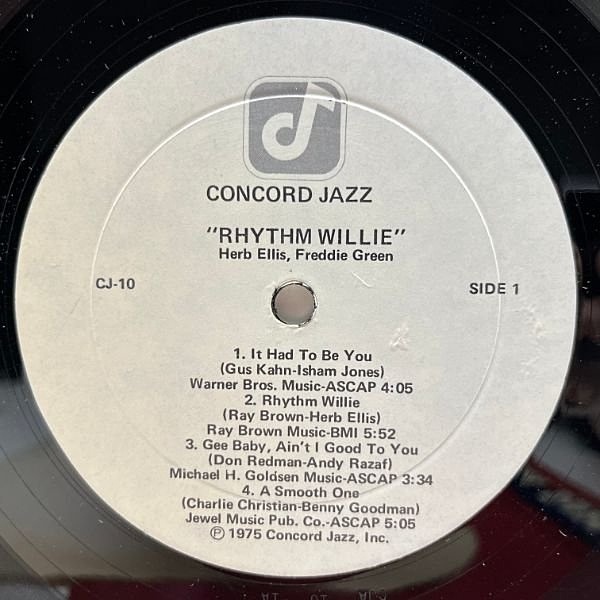 CONCORD JAZZ
"RHYTHM WILLIE"
Herb Ellis, Freddie Green
CJ-10
SIDE 1
1. It Had To Be You
(Gus Kahn-Isham Jones)
Warner Bros. Music-ASCAP 4:05
2. Rhythm Willie
(Ray Brown-Herb Ellis)
Ray Brown Music-BMI 5:52
3. Gee Baby, Ain't I Good To You
(Don Redman-Andy Razaf)
Michael H. Goldsen Music-ASCAP 3:34
4. A Smooth One
(Charlie Christian-Benny Goodman)
Jewel Music Pub. Co.-ASCAP 5:05
℗ 1975 Concord Jazz, Inc.